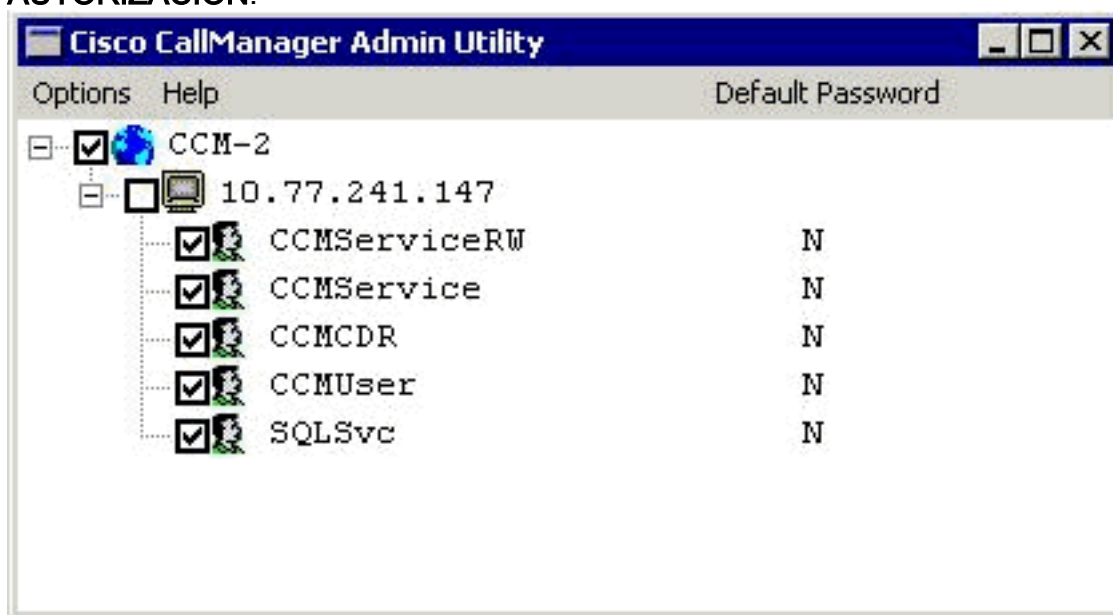 AUTORIZACIÓN.
Cisco CallManager Admin Utility
Options Help Default Password
CCM-2
10.77.241.147
CCMServiceRW N
CCMService N
CCMCDR N
CCMUser N
SQLSvc N